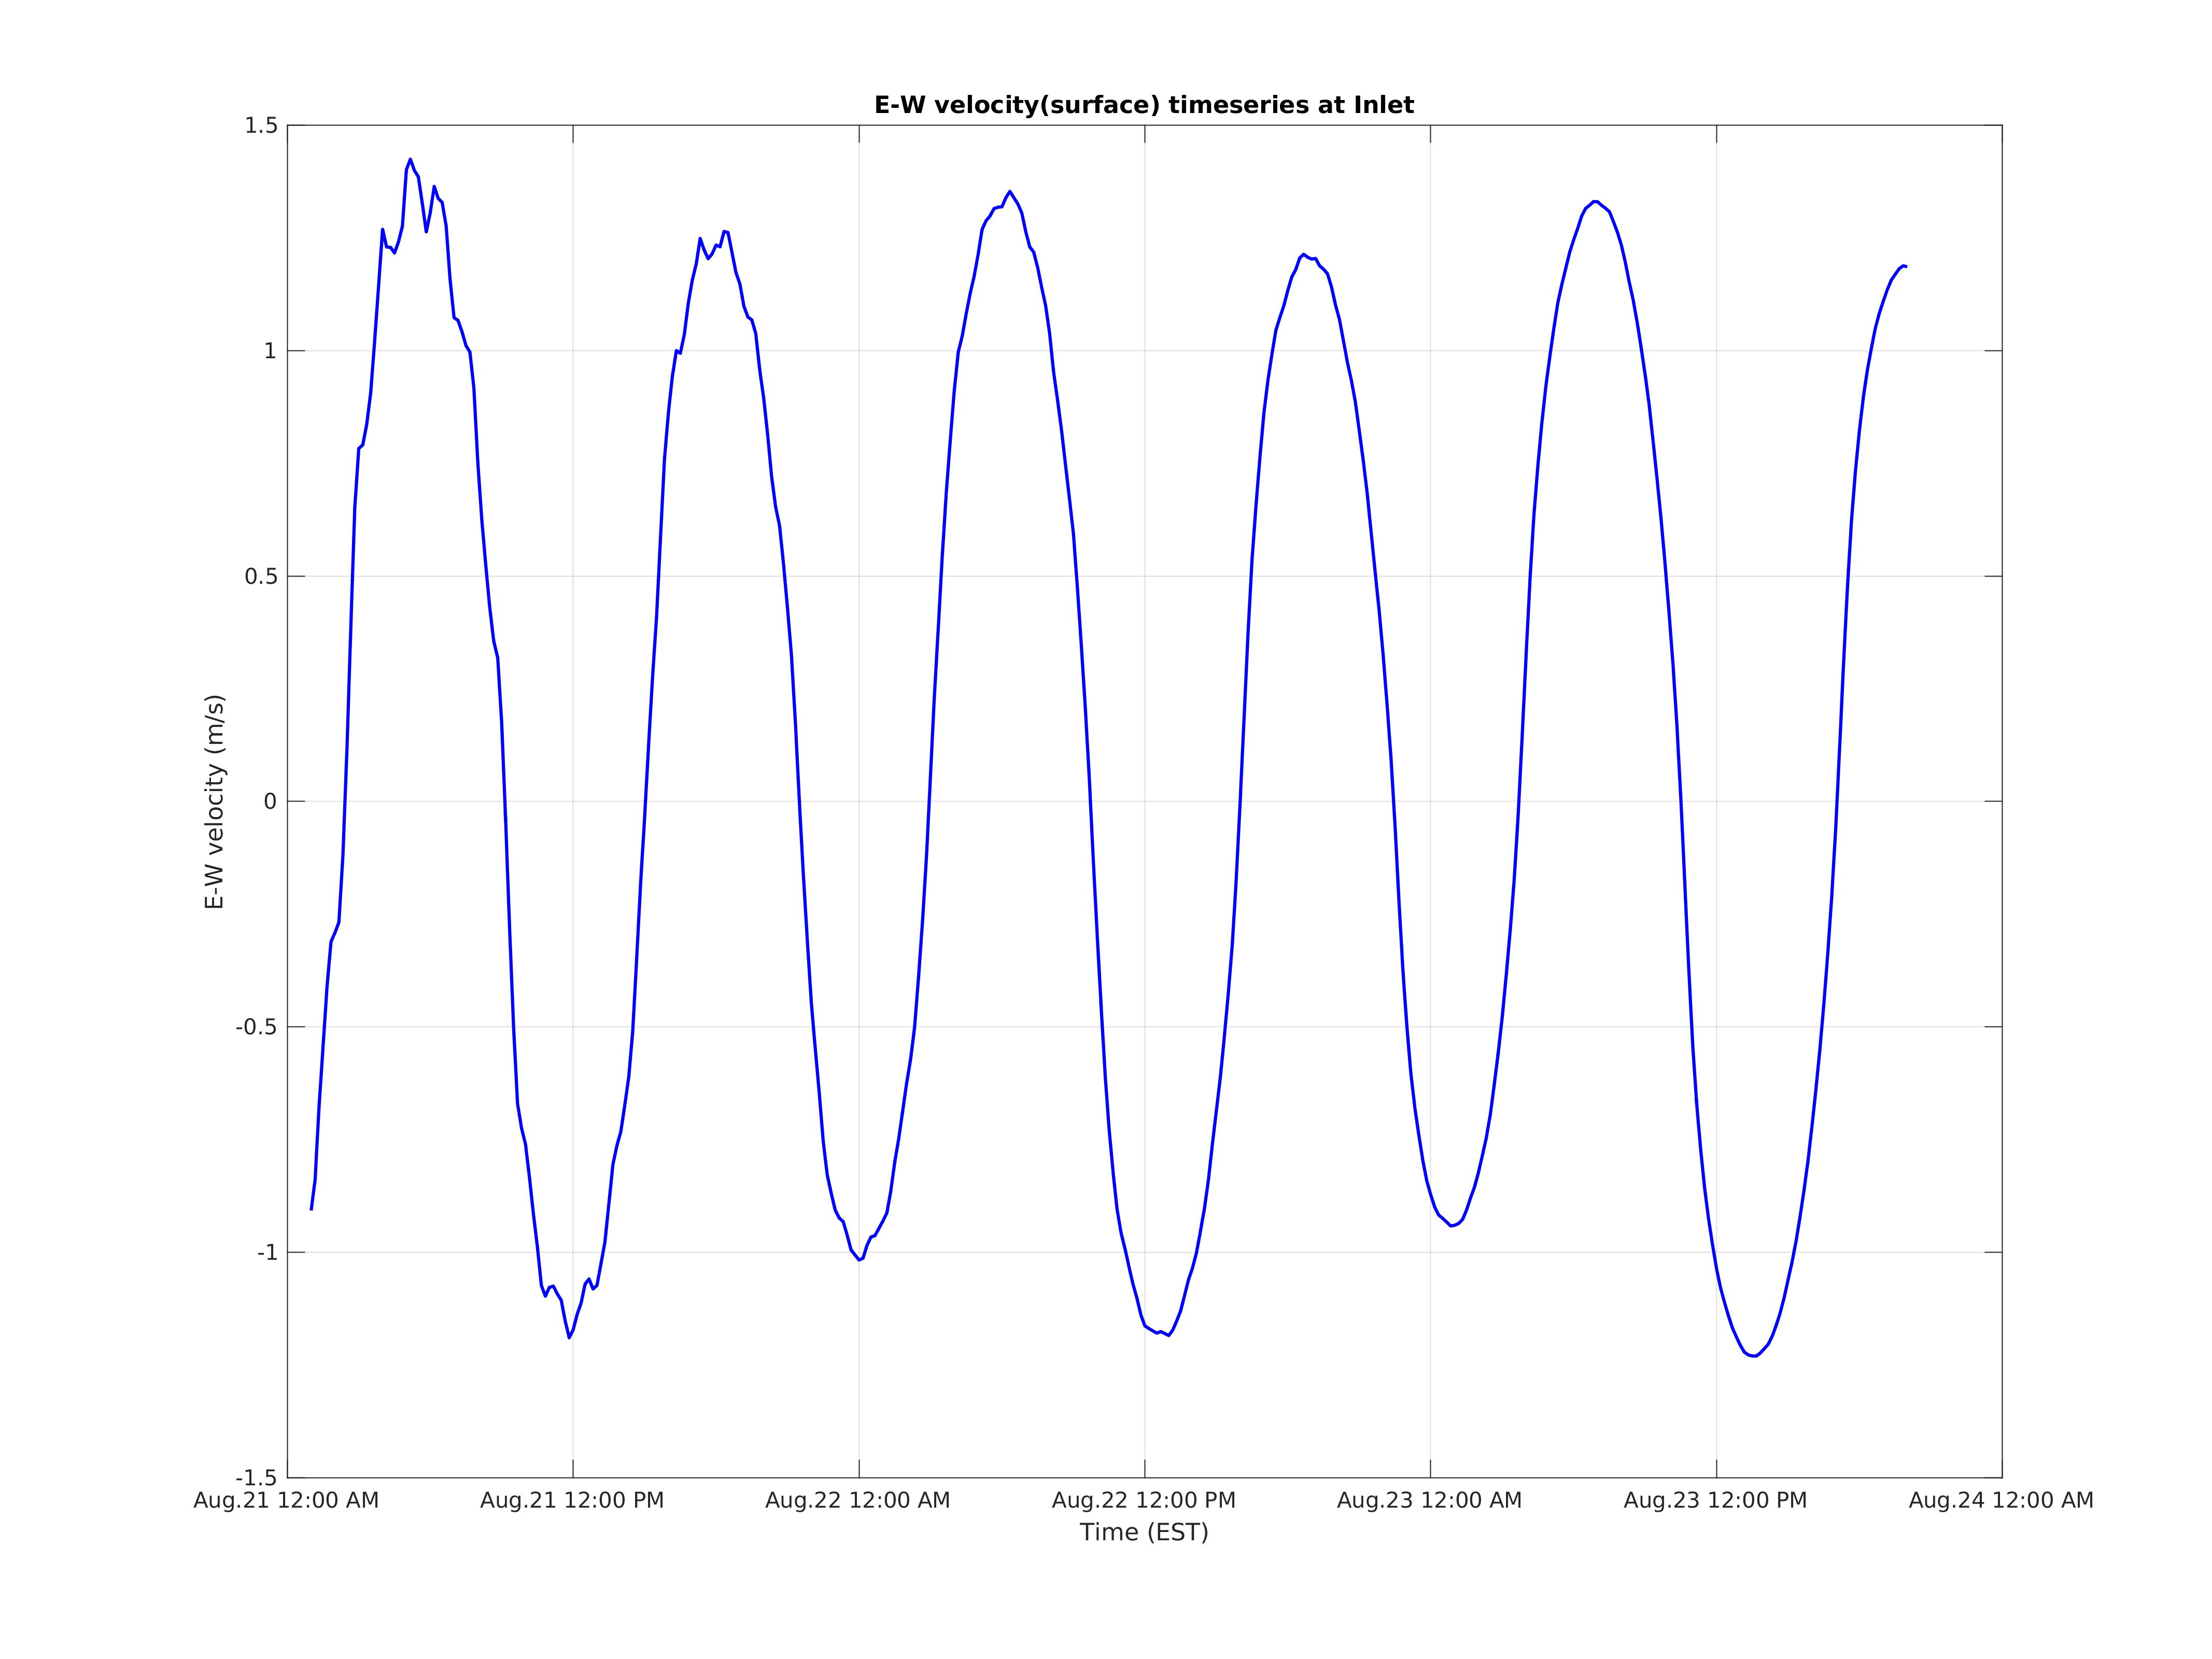 E-W velocity(surface) timeseries at Inlet
1.5
1
0.5
0
-0.5
-1
-1.5
E-W velocity (m/s)
Aug.21 12:00 AM Aug.21 12:00 PM Aug.22 12:00 AM Aug.22 12:00 PM Aug.23 12:00 AM Aug.23 12:00 PM Aug.24 12:00 AM
Time (EST)